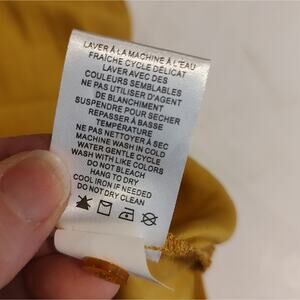 LAVER À LA MACHINE À L'EAU
FRAÎCHE CYCLE DÉLICAT
LAVER AVEC DES
COULEURS SEMBLABLES
NE PAS UTILISER D'AGENT
DE BLANCHIMENT
SUSPENDRE POUR SECHER
REPASSER À BASSE
TEMPÉRATURE
NE PAS NETTOYER À SEC
MACHINE WASH IN COLD
WATER GENTLE CYCLE
WASH WITH LIKE COLORS
DO NOT BLEACH
HANG TO DRY
COOL IRON IF NEEDED
DO NOT DRY CLEAN